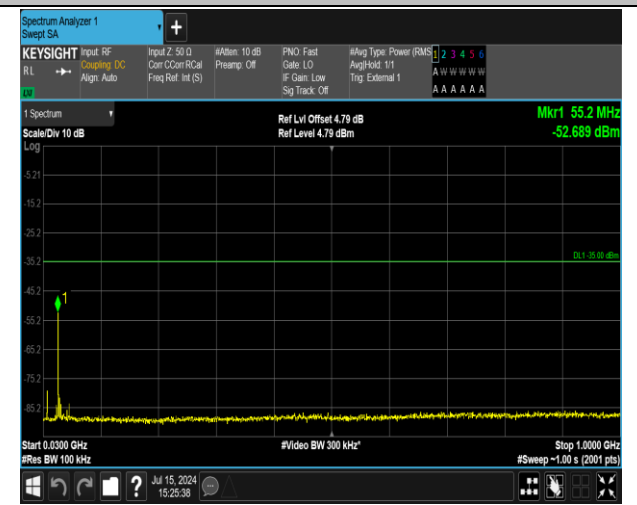 Spectrum Analyzer 1
Swept SA
+
KEYSIGHT
RL
LXI
Input: RF
Coupling: DC
Align: Auto
Input Z: 50 Ω
Corr CCorr RCal
Freq Ref: Int (S)
#Atten: 10 dB
Preamp: Off
PNO: Fast
Gate: LO
IF Gain: Low
Sig Track: Off
#Avg Type: Power (RMS
Avg|Hold: 1/1
Trig: External 1
1 2 3 4 5 6
A W W W W W
A A A A A A
1 Spectrum
Scale/Div 10 dB
Log
Ref Lvl Offset 4.79 dB
Ref Level 4.79 dBm
Mkr1 55.2 MHz
-52.689 dBm
-5.21
-15.2
-25.2
DL1 -35.00 dBm
-35.2
-45.2
1
-55.2
-65.2
-75.2
-85.2
Start 0.0300 GHz
#Res BW 100 kHz
#Video BW 300 kHz*
Stop 1.0000 GHz
#Sweep ~1.00 s (2001 pts)
?
Jul 15, 2024
15:25:38